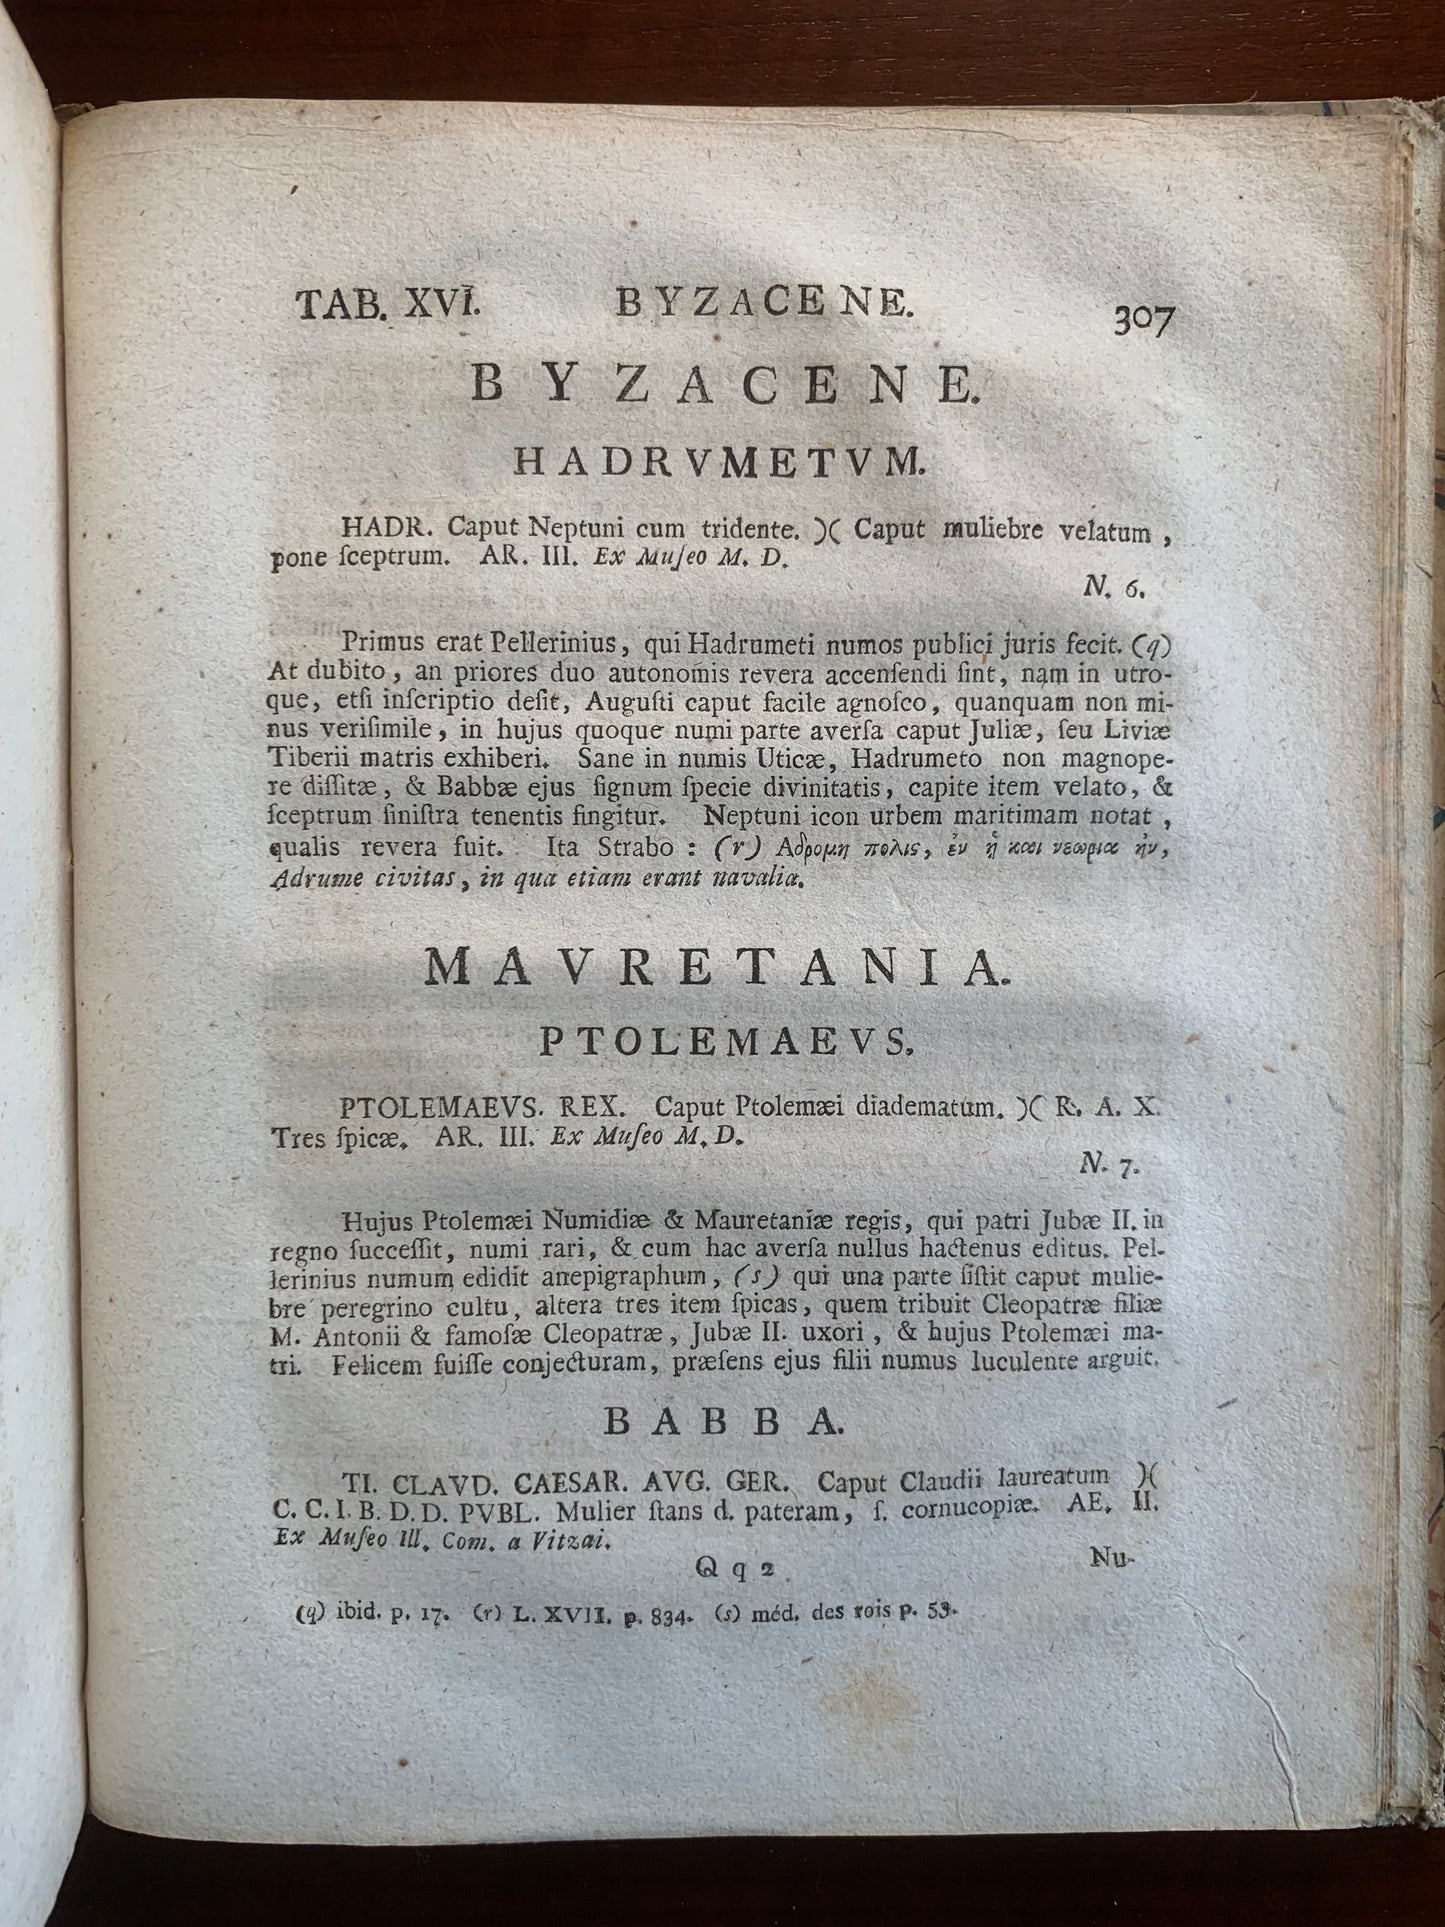 TAB. XVI. BYZACENE. 307
BYZACENE.
HADRVMETVM.
HADR. Caput Neptuni cum tridente. )( Caput muliebre velatum,
pone ſceptrum. AR. III. Ex Muſeo M. D.
N. 6.
Primus erat Pellerinius, qui Hadrumeti numos publici juris fecit. (q)
At dubito, an priores duo autonomis revera accenſendi ſint, nam in utro-
que, etſi inſcriptio deſit, Auguſti caput facile agnoſco, quanquam non mi-
nus veriſimile, in hujus quoque numi parte averſa caput Juliæ, ſeu Liviæ
Tiberii matris exhiberi. Sane in numis Uticæ, Hadrumeto non magnope-
re diſſitæ, & Babbæ ejus ſignum ſpecie divinitatis, capite item velato, &
ſceptrum ſiniſtra tenentis fingitur. Neptuni icon urbem maritimam notat,
qualis revera fuit. Ita Strabo: (r) Αδρομη πολις, ἐν ᾗ και νεωρια ἠν,
Adrume civitas, in qua etiam erant navalia.
MAVRETANIA.
PTOLEMAEVS.
PTOLEMAEVS. REX. Caput Ptolemæi diadematum. )( R. A. X.
Tres ſpicæ. AR. III. Ex Muſeo M. D.
N. 7.
Hujus Ptolemæi Numidiæ & Mauretaniæ regis, qui patri Jubæ II. in
regno ſucceſſit, numi rari, & cum hac averſa nullus hactenus editus. Pel-
lerinius numum edidit anepigraphum, (s) qui una parte ſiſtit caput mulie-
bre peregrino cultu, altera tres item ſpicas, quem tribuit Cleopatræ filiæ
M. Antonii & famoſæ Cleopatræ, Jubæ II. uxori, & hujus Ptolemæi ma-
tri. Felicem fuiſſe conjecturam, præſens ejus filii numus luculente arguit.
BABBA.
TI. CLAVD. CAESAR. AVG. GER. Caput Claudii laureatum )(
C. C. I. B. D. D. PVBL. Mulier ſtans d. pateram, ſ. cornucopiæ. AE. II.
Ex Muſeo Ill. Com. a Vitzai.
Qq 2 Nu-
(q) ibid. p. 17. (r) L. XVII. p. 834. (s) méd. des rois p. 53.